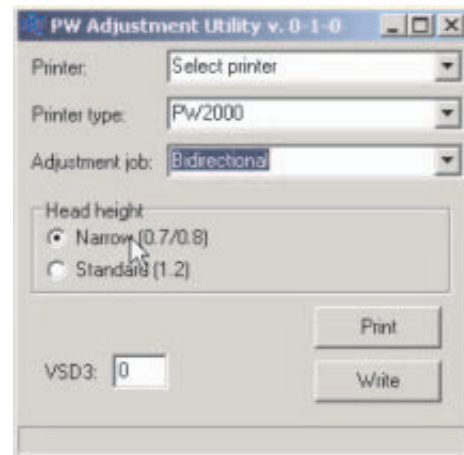 PW Adjustment Utility v. 0-1-0
Printer: Select printer
Printer type: PW2000
Adjustment job: Bidirectional
Head height
Narrow (0.7/0.8)
Standard (1.2)
Print
VSD3: 0
Write